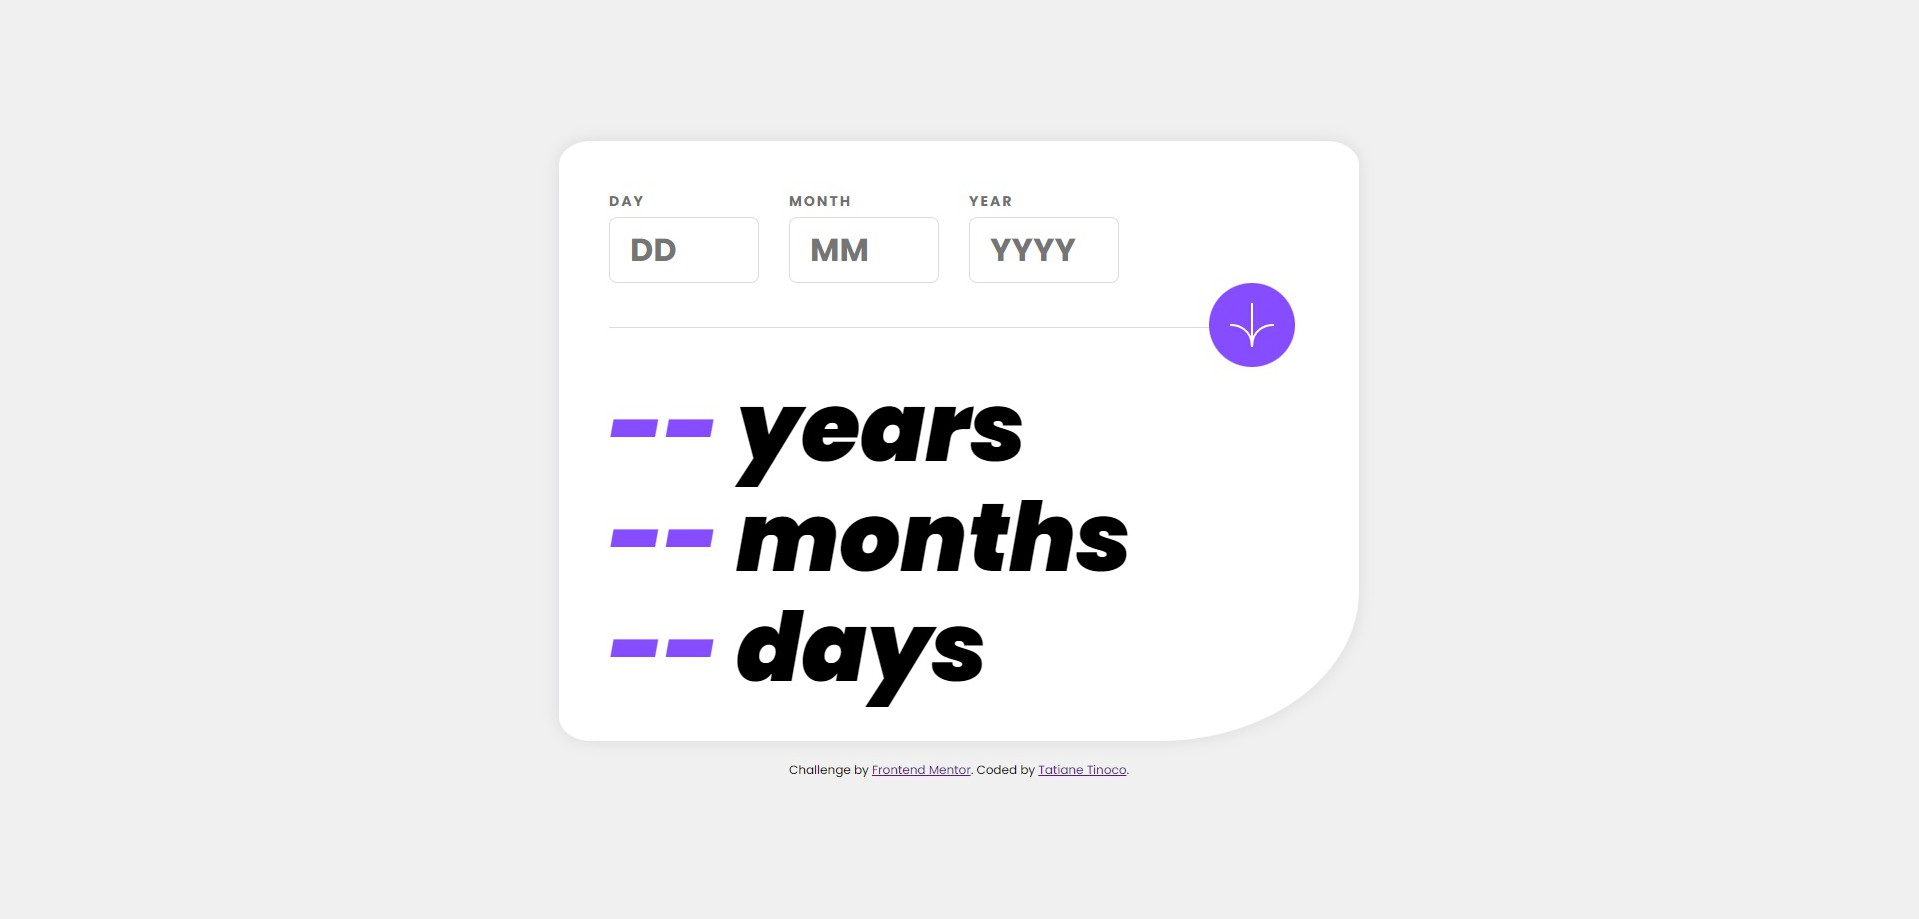 DAY MONTH YEAR
DD MM YYYY
-- years
-- months
-- days
Challenge by Frontend Mentor. Coded by Tatiane Tinoco.